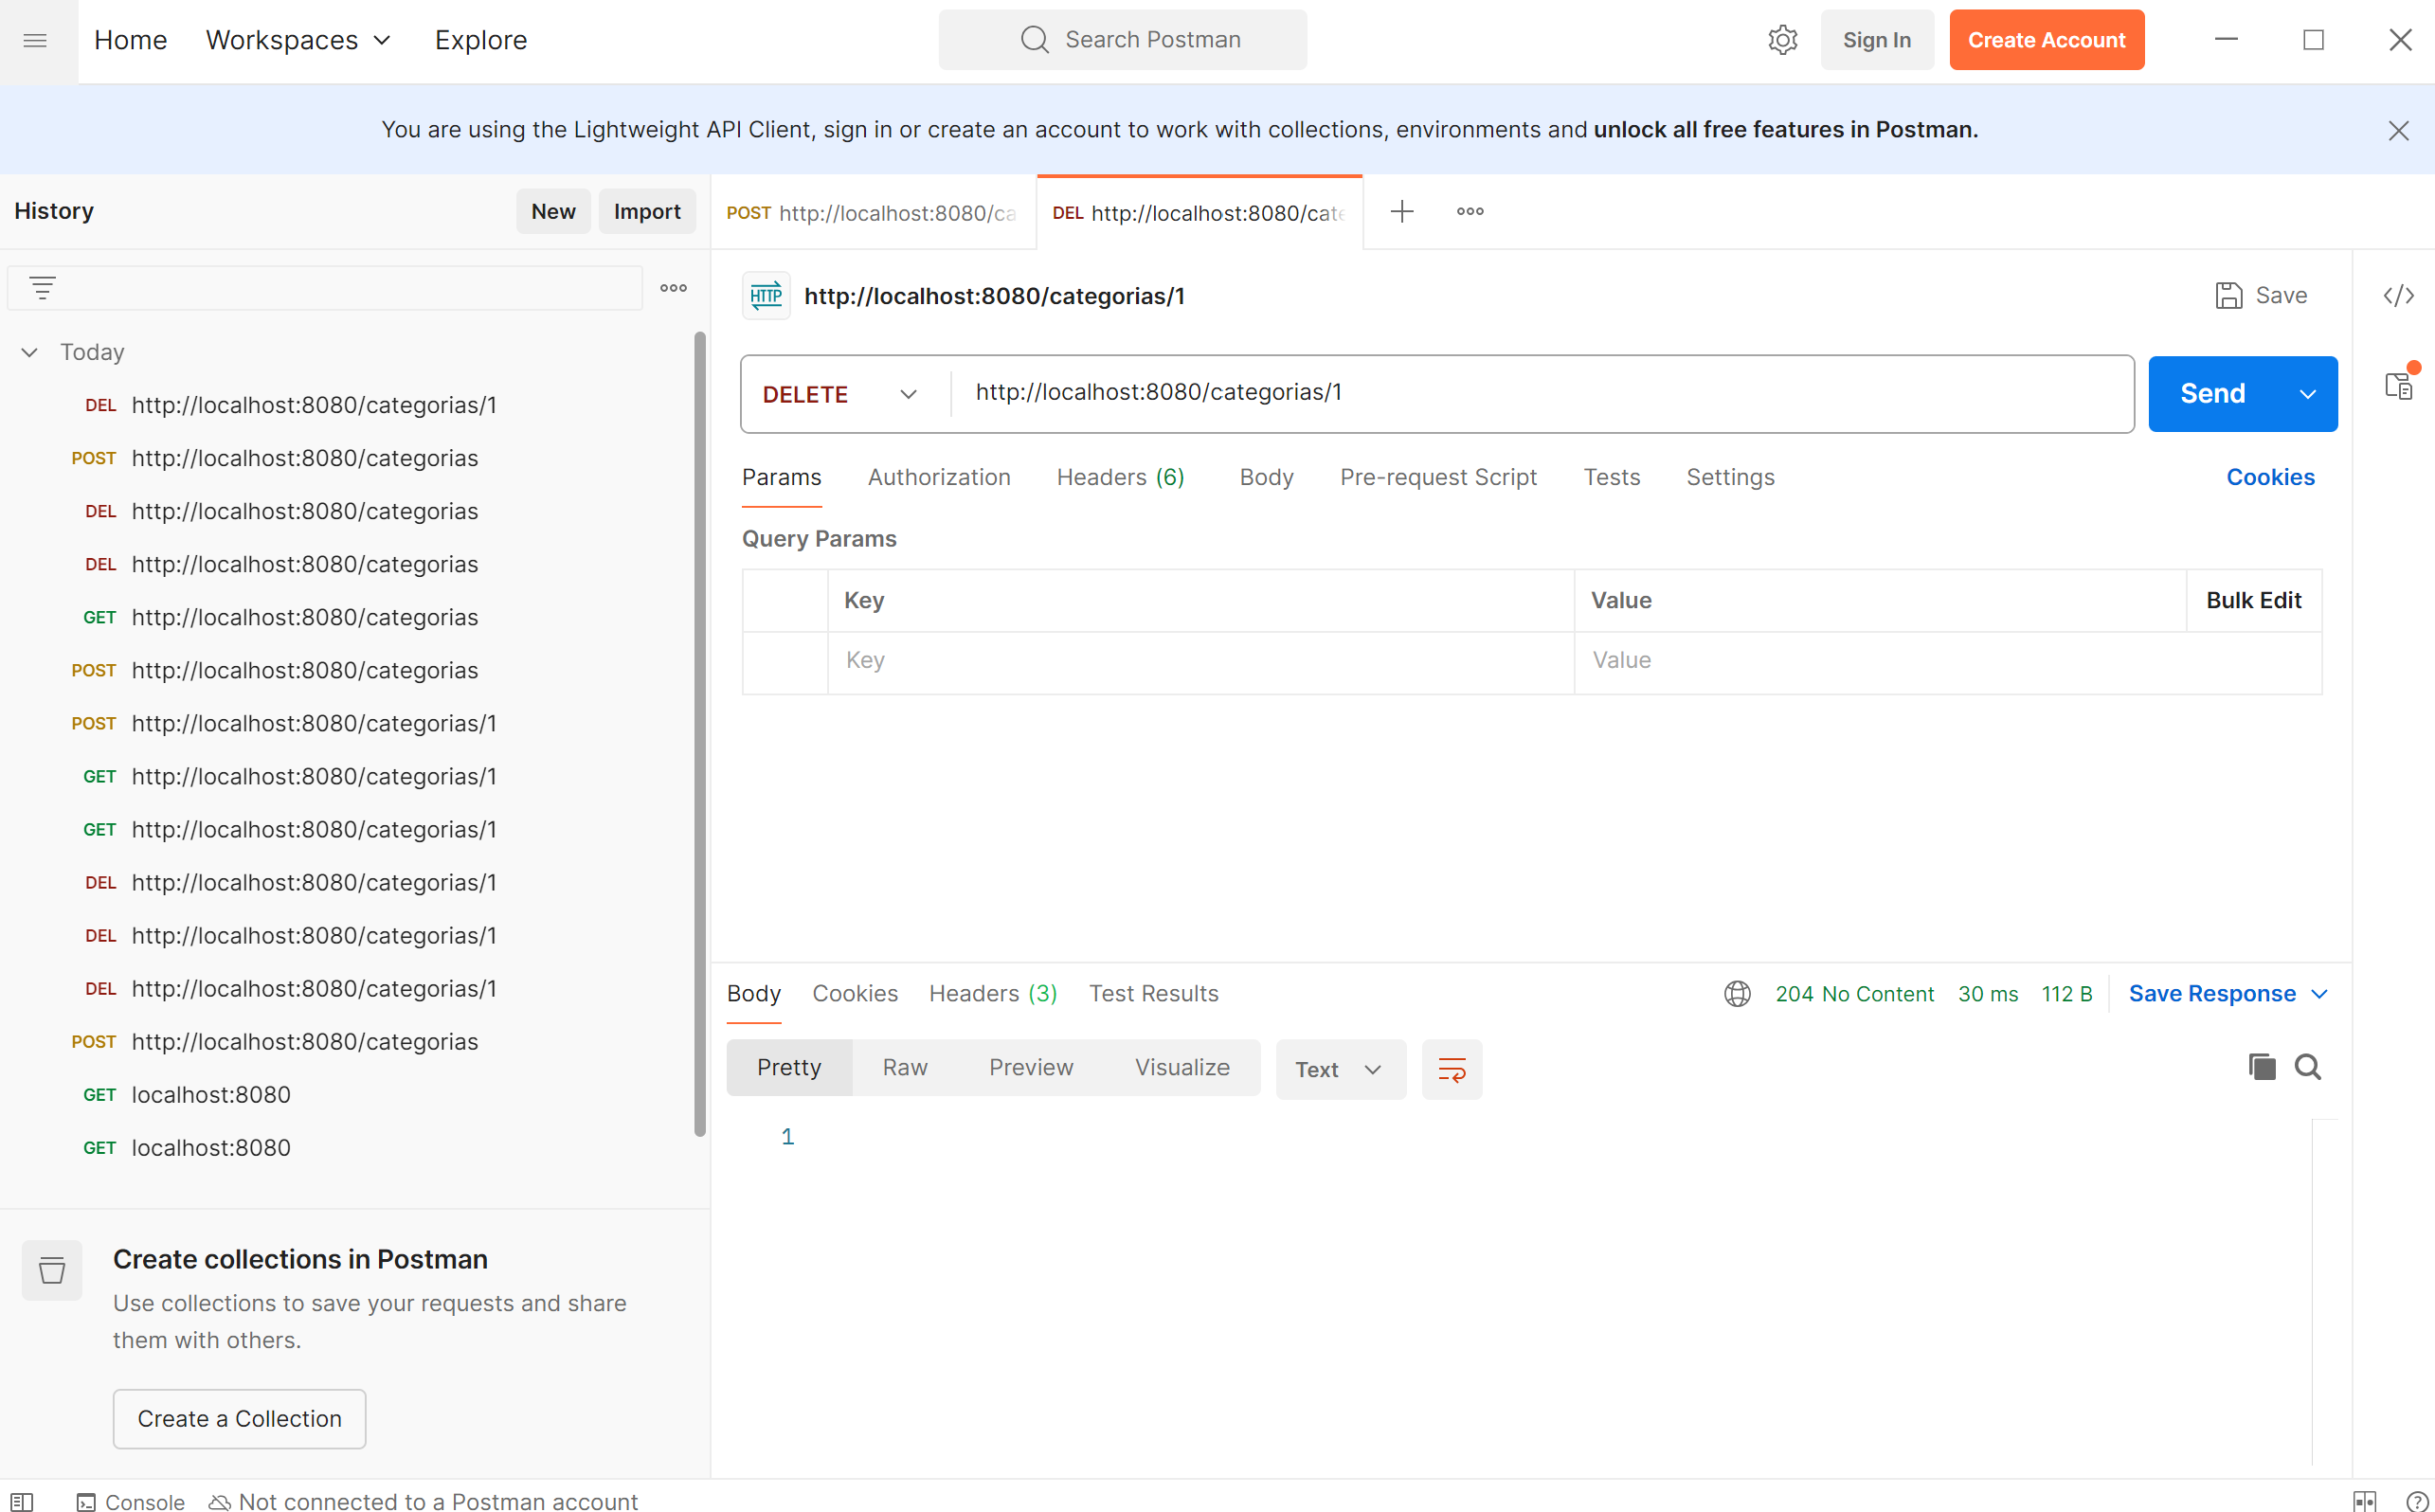 Home Workspaces Explore Search Postman Sign In Create Account
You are using the Lightweight API Client, sign in or create an account to work with collections, environments and unlock all free features in Postman.
History New Import
POST http://localhost:8080/ca DEL http://localhost:8080/cate
HTTP http://localhost:8080/categorias/1 Save
Today
DEL http://localhost:8080/categorias/1
POST http://localhost:8080/categorias
DEL http://localhost:8080/categorias
DEL http://localhost:8080/categorias
GET http://localhost:8080/categorias
POST http://localhost:8080/categorias
POST http://localhost:8080/categorias/1
GET http://localhost:8080/categorias/1
GET http://localhost:8080/categorias/1
DEL http://localhost:8080/categorias/1
DEL http://localhost:8080/categorias/1
DEL http://localhost:8080/categorias/1
POST http://localhost:8080/categorias
GET localhost:8080
GET localhost:8080
Create collections in Postman
Use collections to save your requests and share
them with others.
Create a Collection
DELETE http://localhost:8080/categorias/1 Send
Params Authorization Headers (6) Body Pre-request Script Tests Settings Cookies
Query Params
Key Value Bulk Edit
Key Value
Body Cookies Headers (3) Test Results 204 No Content 30 ms 112 B Save Response
Pretty Raw Preview Visualize Text
1
Console Not connected to a Postman account